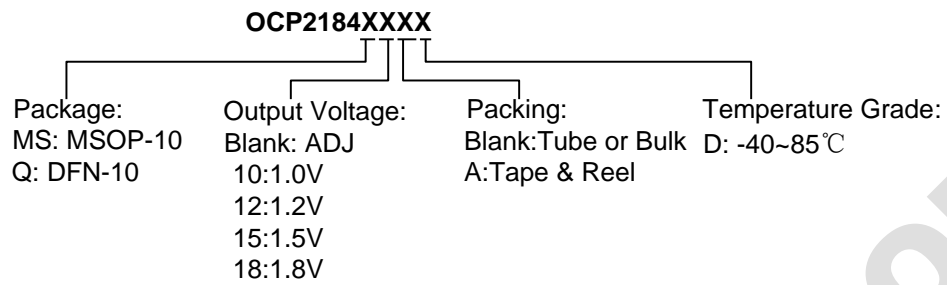 OCP2184XXXX
Package:
MS: MSOP-10
Q: DFN-10
Output Voltage:
Blank: ADJ
10:1.0V
12:1.2V
15:1.5V
18:1.8V
Packing:
Blank:Tube or Bulk
A:Tape & Reel
Temperature Grade:
D: -40~85℃